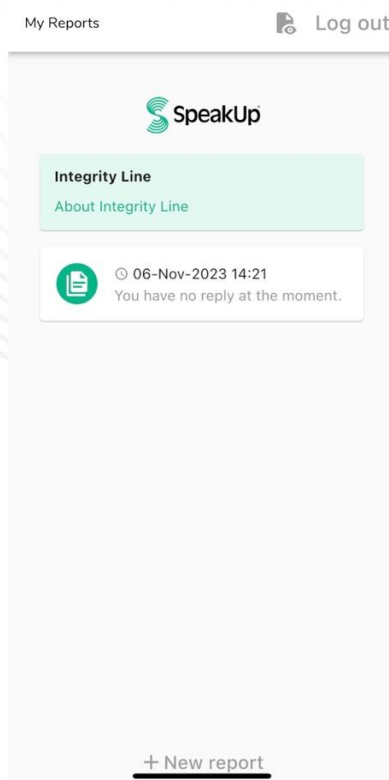 My Reports
Log out
SpeakUp
Integrity Line
About Integrity Line
06-Nov-2023 14:21
You have no reply at the moment.
+ New report